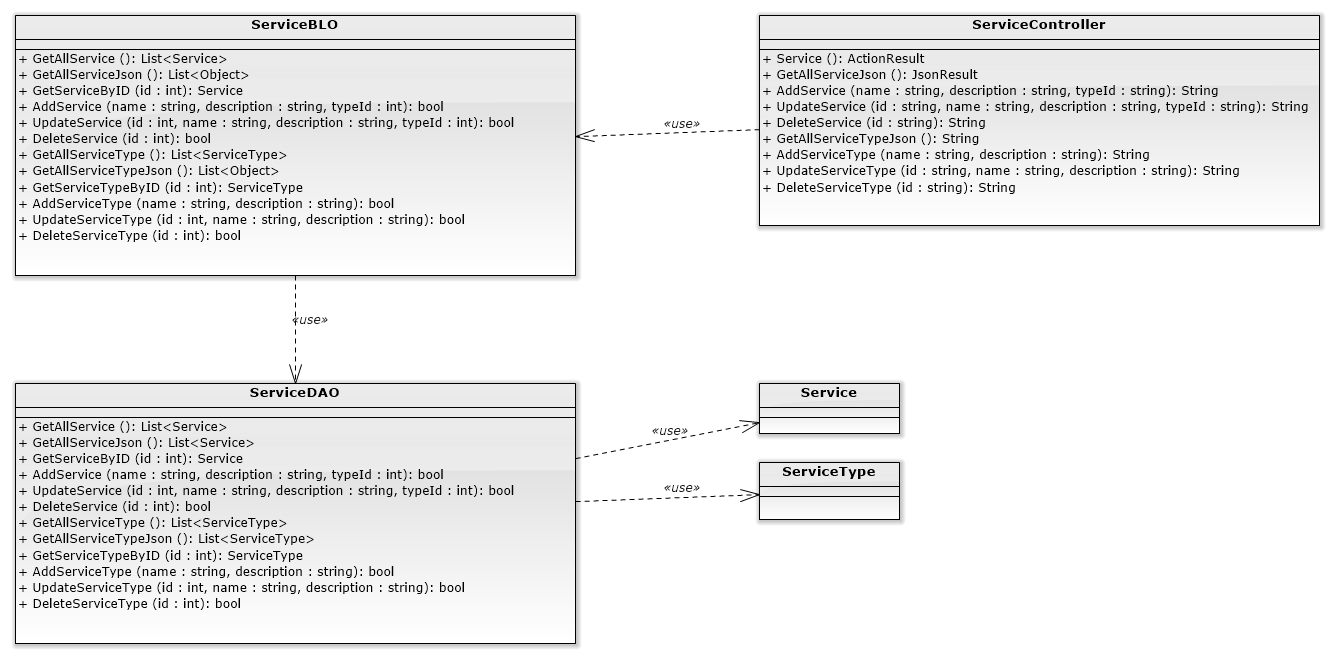 ServiceBLO
+ GetAllService (): List<Service>
+ GetAllServiceJson (): List<Object>
+ GetServiceByID (id : int): Service
+ AddService (name : string, description : string, typeId : int): bool
+ UpdateService (id : int, name : string, description : string, typeId : int): bool
+ DeleteService (id : int): bool
+ GetAllServiceType (): List<ServiceType>
+ GetAllServiceTypeJson (): List<Object>
+ GetServiceTypeByID (id : int): ServiceType
+ AddServiceType (name : string, description : string): bool
+ UpdateServiceType (id : int, name : string, description : string): bool
+ DeleteServiceType (id : int): bool
ServiceController
+ Service (): ActionResult
+ GetAllServiceJson (): JsonResult
+ AddService (name : string, description : string, typeId : string): String
+ UpdateService (id : string, name : string, description : string, typeId : string): String
+ DeleteService (id : string): String
+ GetAllServiceTypeJson (): String
+ AddServiceType (name : string, description : string): String
+ UpdateServiceType (id : string, name : string, description : string): String
+ DeleteServiceType (id : string): String
«use»
«use»
ServiceDAO
+ GetAllService (): List<Service>
+ GetAllServiceJson (): List<Service>
+ GetServiceByID (id : int): Service
+ AddService (name : string, description : string, typeId : int): bool
+ UpdateService (id : int, name : string, description : string, typeId : int): bool
+ DeleteService (id : int): bool
+ GetAllServiceType (): List<ServiceType>
+ GetAllServiceTypeJson (): List<ServiceType>
+ GetServiceTypeByID (id : int): ServiceType
+ AddServiceType (name : string, description : string): bool
+ UpdateServiceType (id : int, name : string, description : string): bool
+ DeleteServiceType (id : int): bool
«use»
Service
«use»
ServiceType